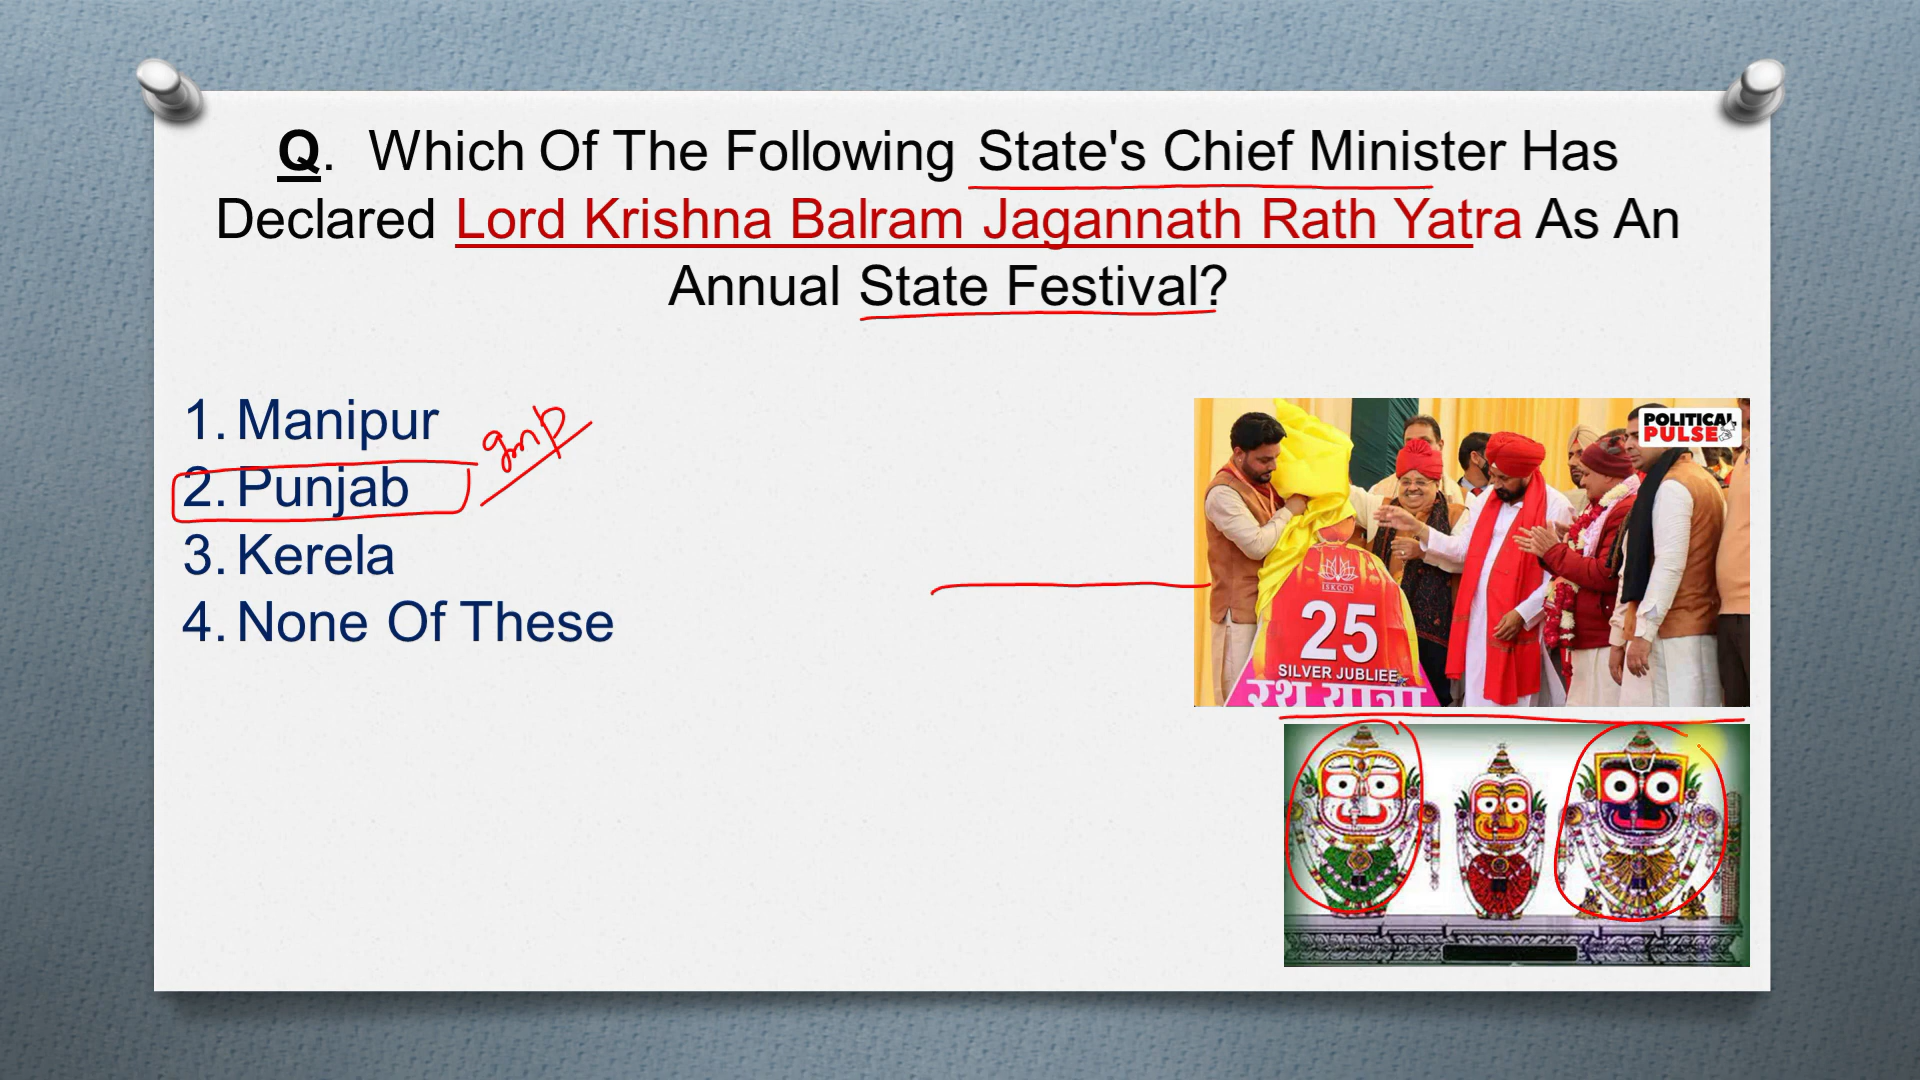 Q. Which Of The Following State's Chief Minister Has
Declared Lord Krishna Balram Jagannath Rath Yatra As An
Annual State Festival?
1. Manipur
2. Punjab
3. Kerela
4. None Of These
Imp
POLITICAL
PULSE
ISKCON
25
SILVER JUBLIEE
रथ यात्रा